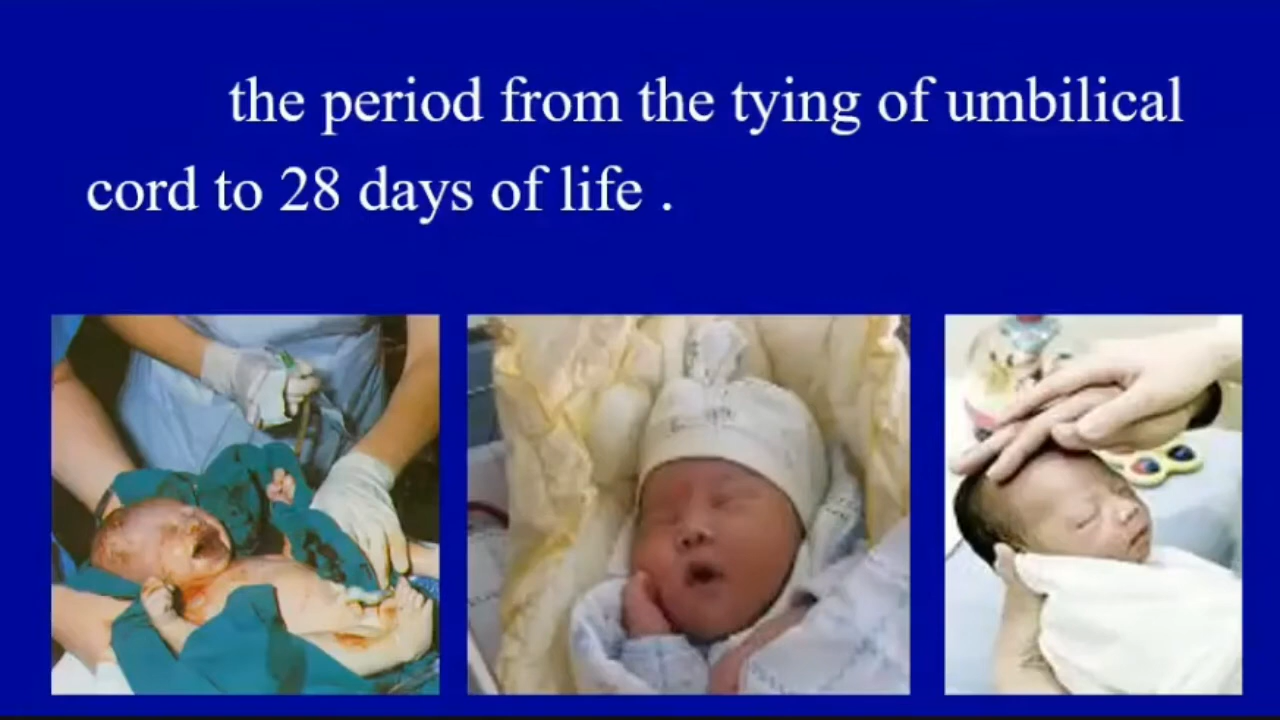 the period from the tying of umbilical
cord to 28 days of life .